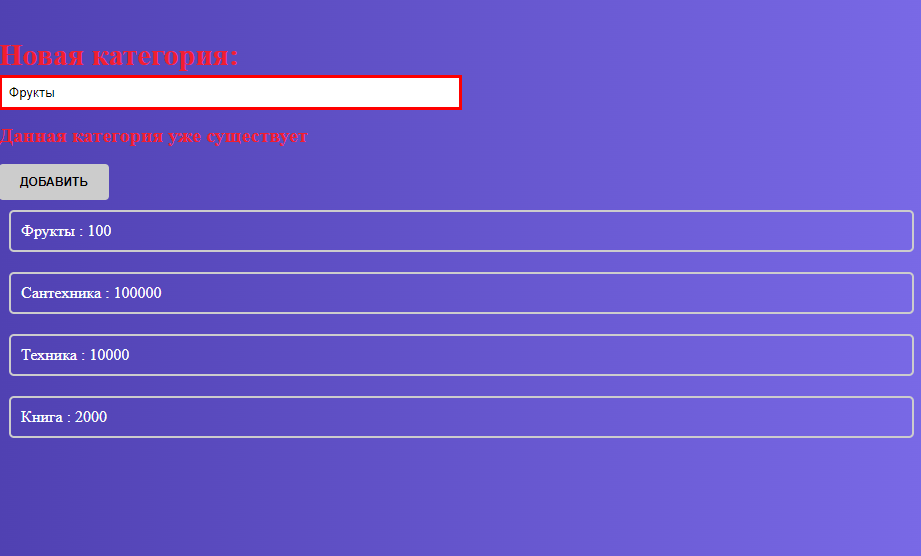 Новая категория:
Фрукты
Данная категория уже существует
ДОБАВИТЬ
Фрукты : 100
Сантехника : 100000
Техника : 10000
Книга : 2000